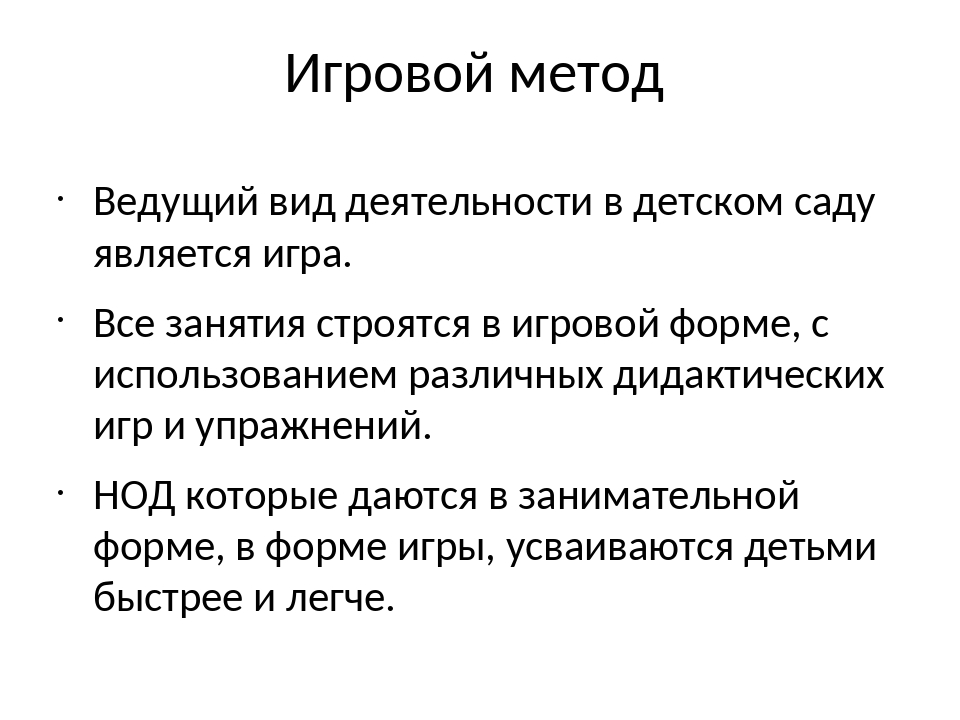 Игровой метод
· Ведущий вид деятельности в детском саду
является игра.
· Все занятия строятся в игровой форме, с
использованием различных дидактических
игр и упражнений.
· НОД которые даются в занимательной
форме, в форме игры, усваиваются детьми
быстрее и легче.